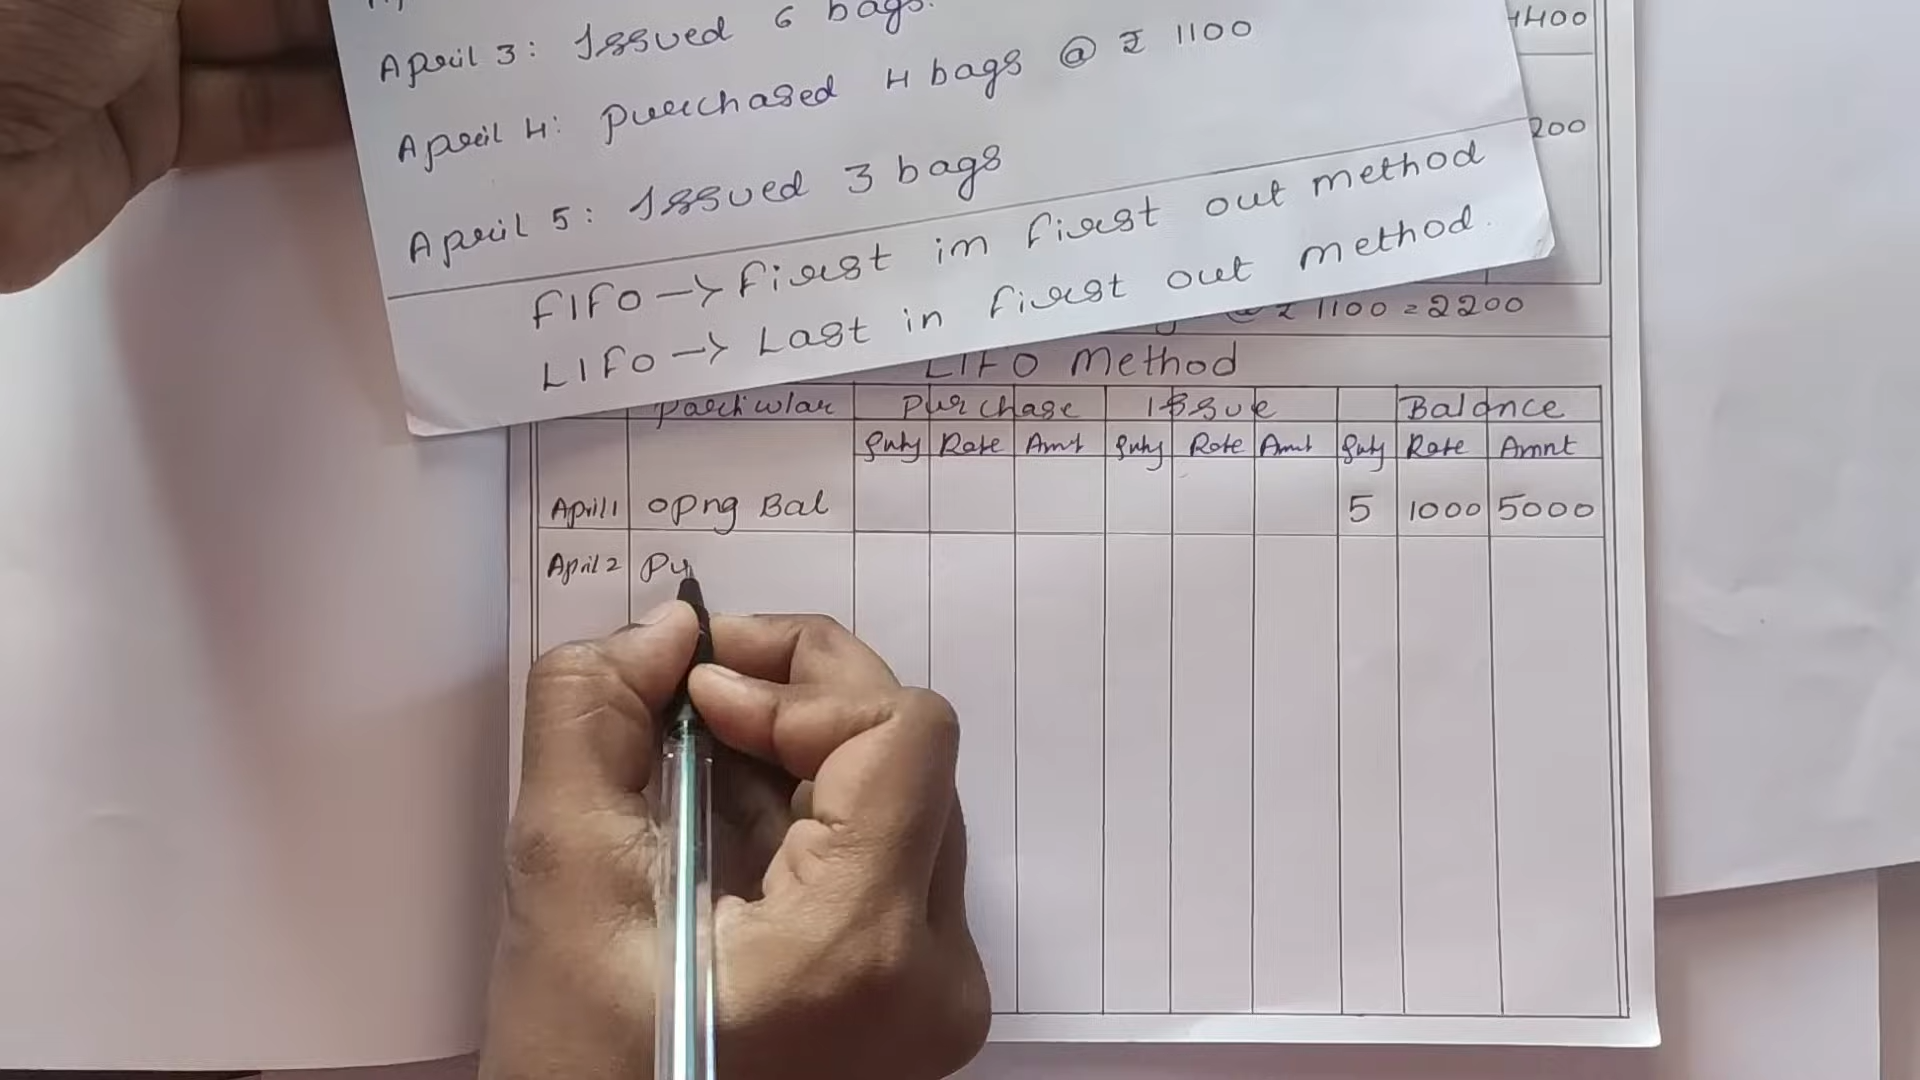 April 3: Issued 6 bags.
April 4: Purchased 4 bags @ ₹ 1100
April 5: Issued 3 bags
FIFO → First in First out method
LIFO → Last in First out method.
4400
200
@ ₹ 1100 = 2200
LIFO Method
Particular Purchase Issue Balance
Qnty Rate Amt Qnty Rate Amt Qnty Rate Amnt
April 1 Opng Bal 5 1000 5000
April 2 Pu